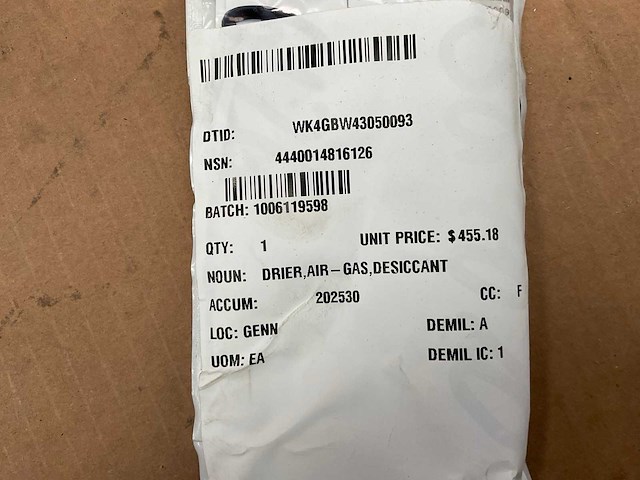 DTID: WK4GBW43050093
NSN: 4440014816126
BATCH: 1006119598
QTY: 1 UNIT PRICE: $455.18
NOUN: DRIER,AIR-GAS,DESICCANT
ACCUM: 202530 CC: F
LOC: GENN DEMIL: A
UOM: EA DEMIL IC: 1